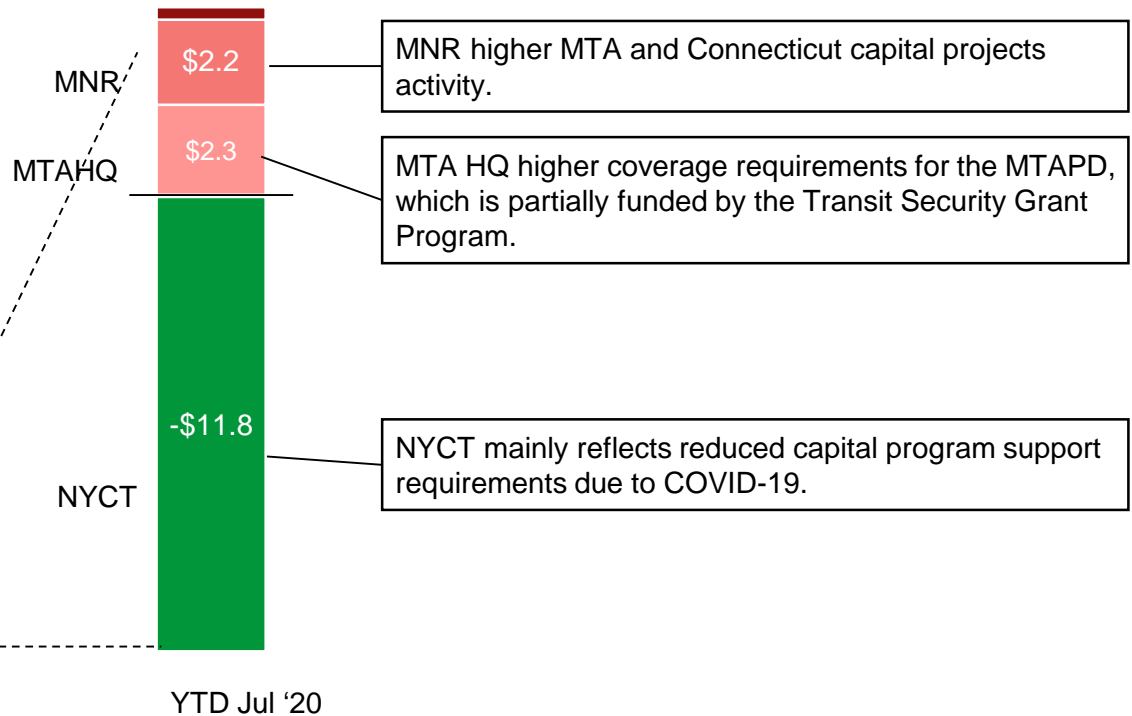 MNR
$2.2
MNR higher MTA and Connecticut capital projects
activity.
MTAHQ
$2.3
MTA HQ higher coverage requirements for the MTAPD,
which is partially funded by the Transit Security Grant
Program.
NYCT
-$11.8
NYCT mainly reflects reduced capital program support
requirements due to COVID-19.
YTD Jul ‘20